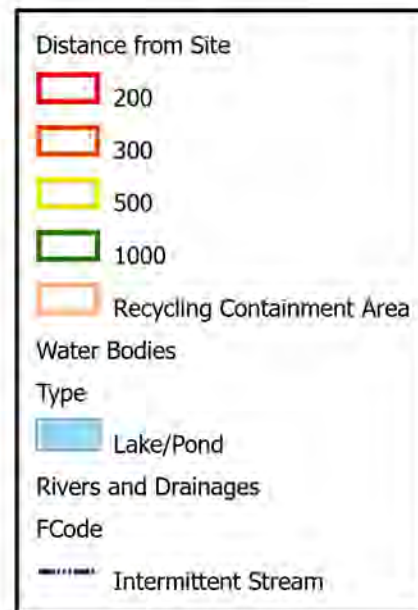 Distance from Site
200
300
500
1000
Recycling Containment Area
Water Bodies
Type
Lake/Pond
Rivers and Drainages
FCode
Intermittent Stream